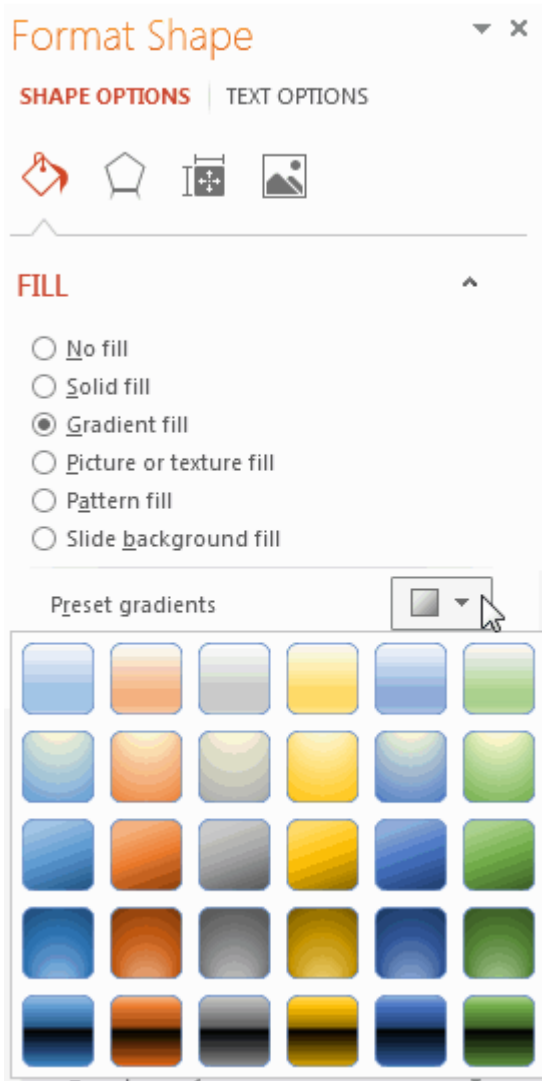 Format Shape
SHAPE OPTIONS TEXT OPTIONS
FILL
No fill
Solid fill
Gradient fill
Picture or texture fill
Pattern fill
Slide background fill
Preset gradients